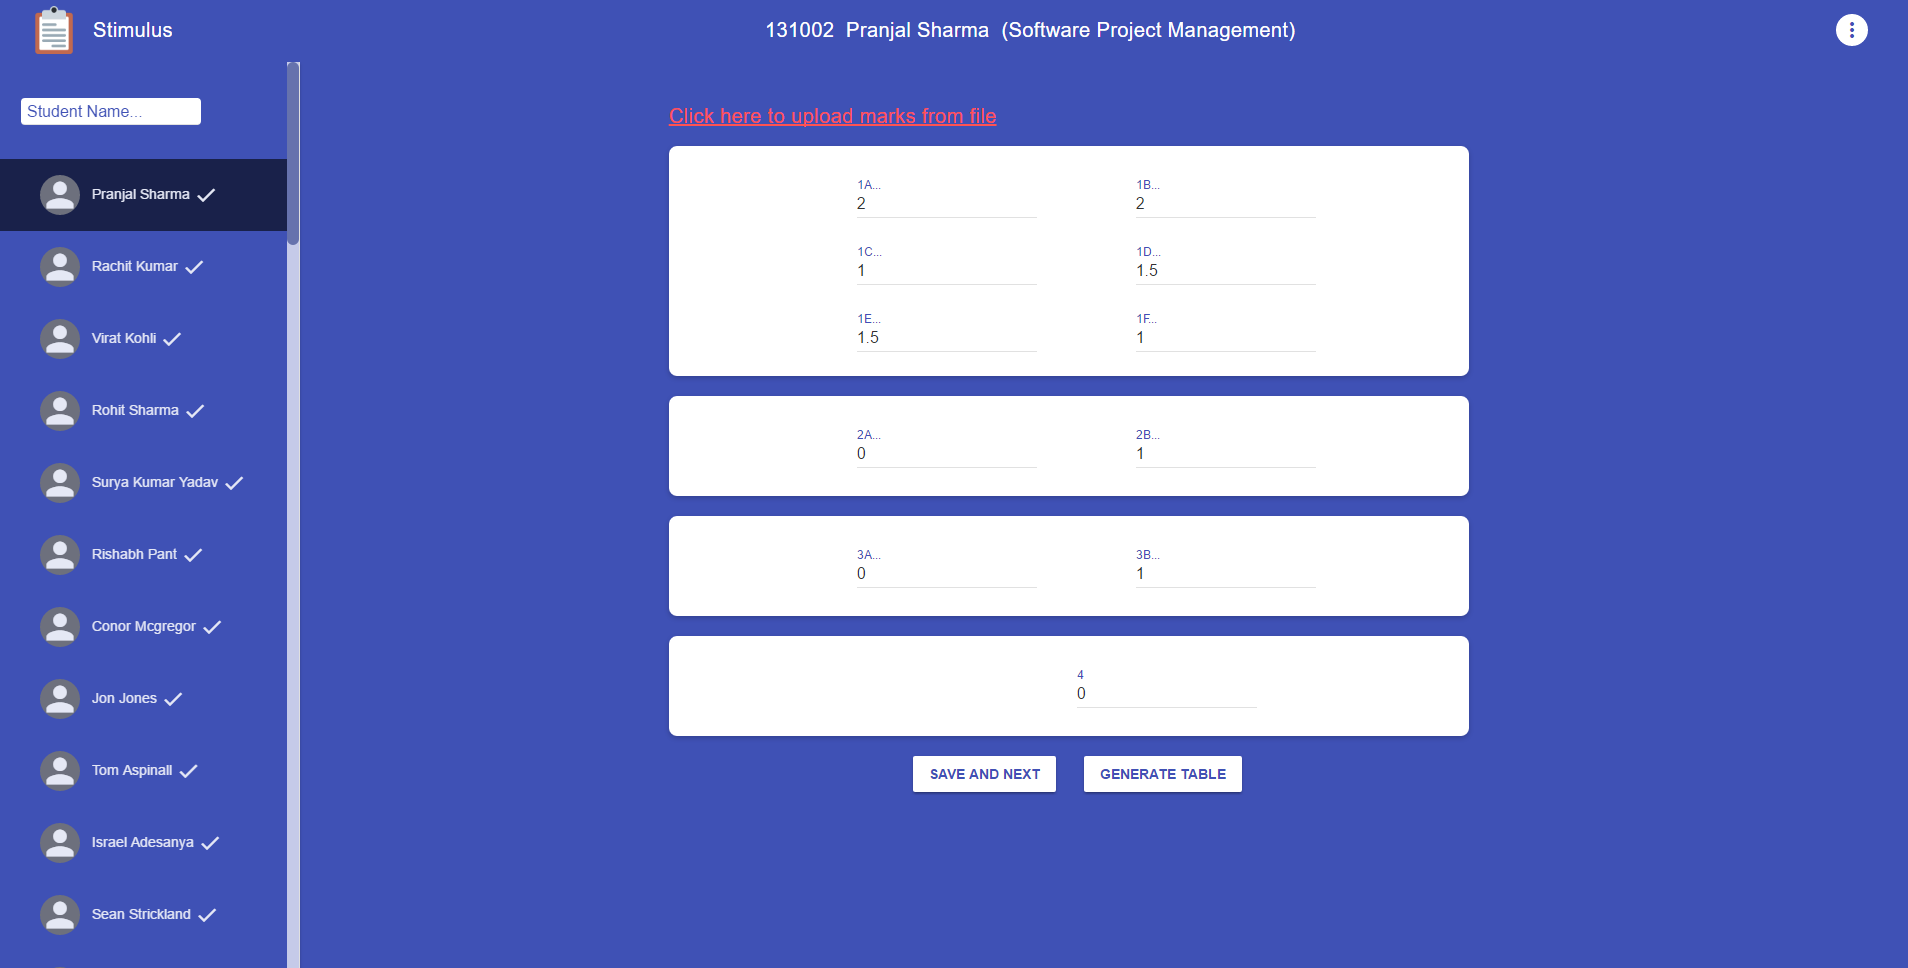 Stimulus
131002 Pranjal Sharma (Software Project Management)
Student Name...
Pranjal Sharma
Rachit Kumar
Virat Kohli
Rohit Sharma
Surya Kumar Yadav
Rishabh Pant
Conor Mcgregor
Jon Jones
Tom Aspinall
Israel Adesanya
Sean Strickland
Click here to upload marks from file
1A... 1B...
2 2
1C... 1D...
1 1.5
1E... 1F...
1.5 1
2A... 2B...
0 1
3A... 3B...
0 1
4
0
SAVE AND NEXT GENERATE TABLE